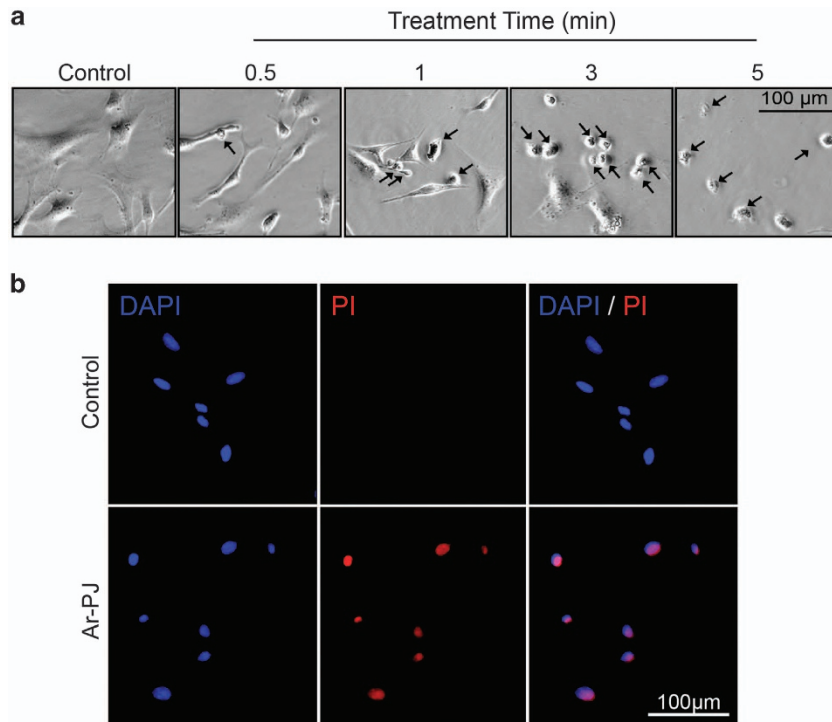 a
Treatment Time (min)
Control 0.5 1 3 5
100 µm
b
DAPI PI DAPI / PI
Control
Ar-PJ
100µm